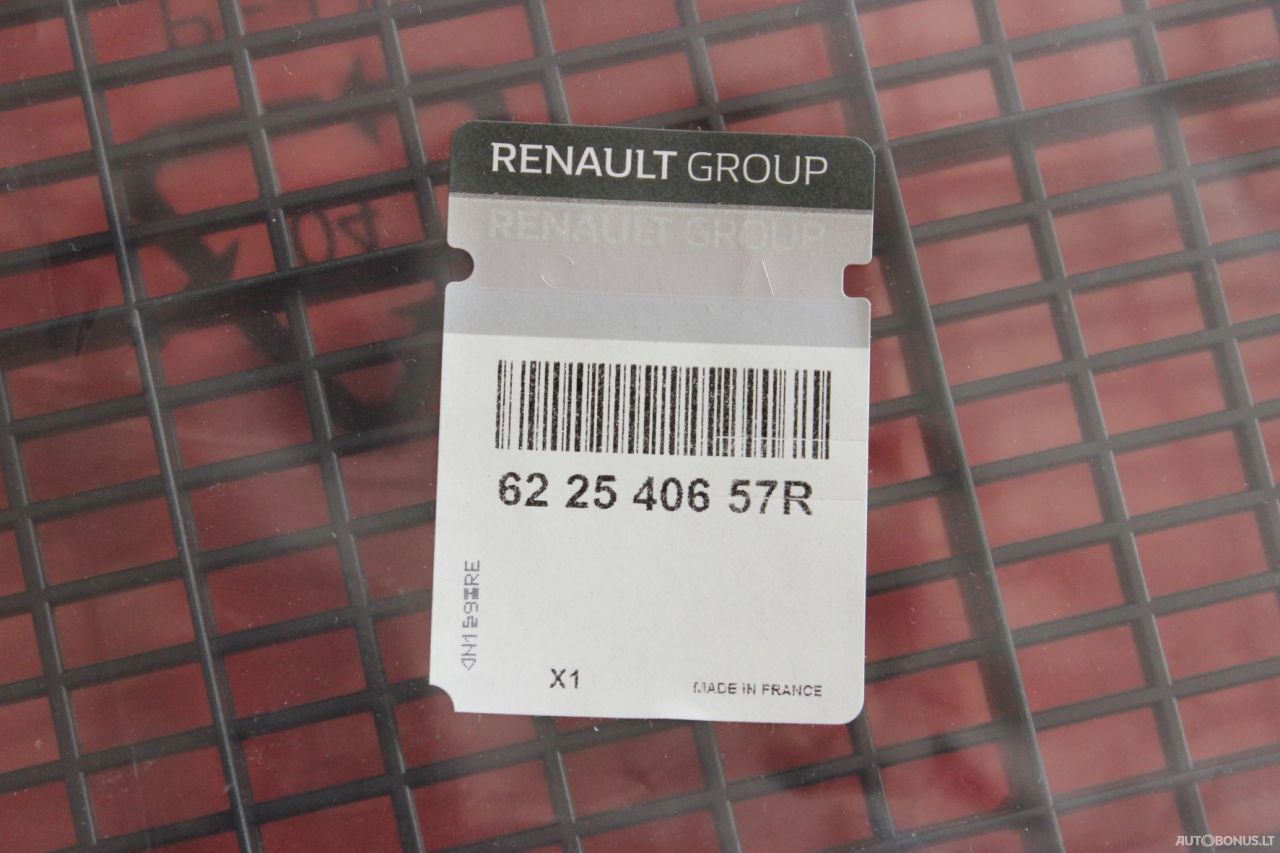 RENAULT GROUP
RENAULT GROUP
62 25 406 57R
X1
MADE IN FRANCE
AUTOBONUS.LT